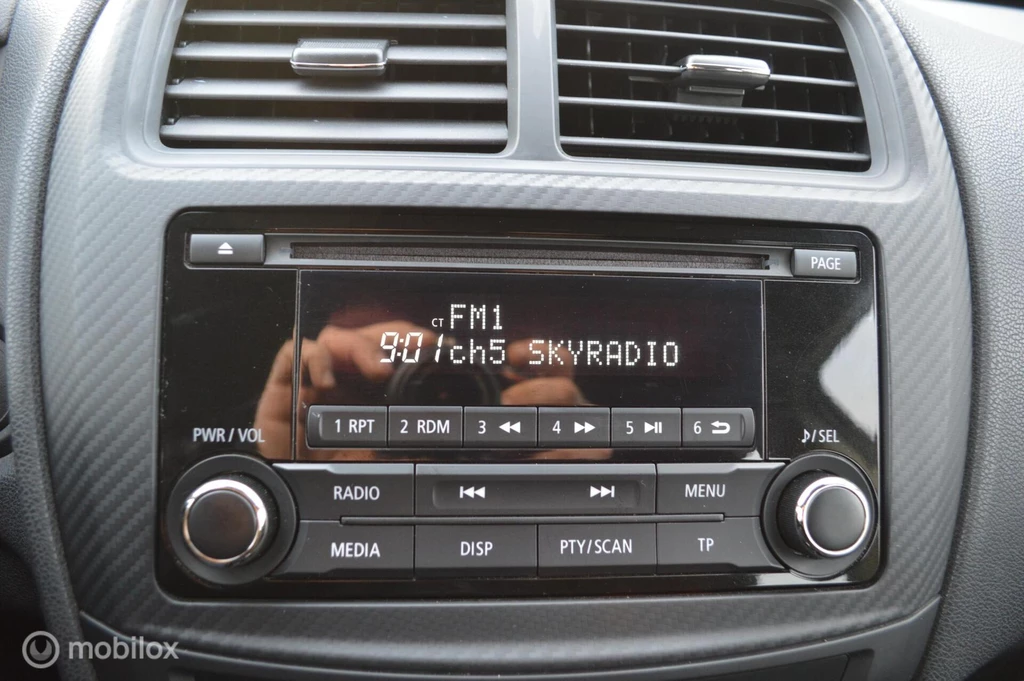 PAGE
FM1
CT
9:01 ch5 SKYRADIO
PWR / VOL
1 RPT 2 RDM 3 4 5 6
♪/SEL
RADIO MENU
MEDIA DISP PTY/SCAN TP
mobilox